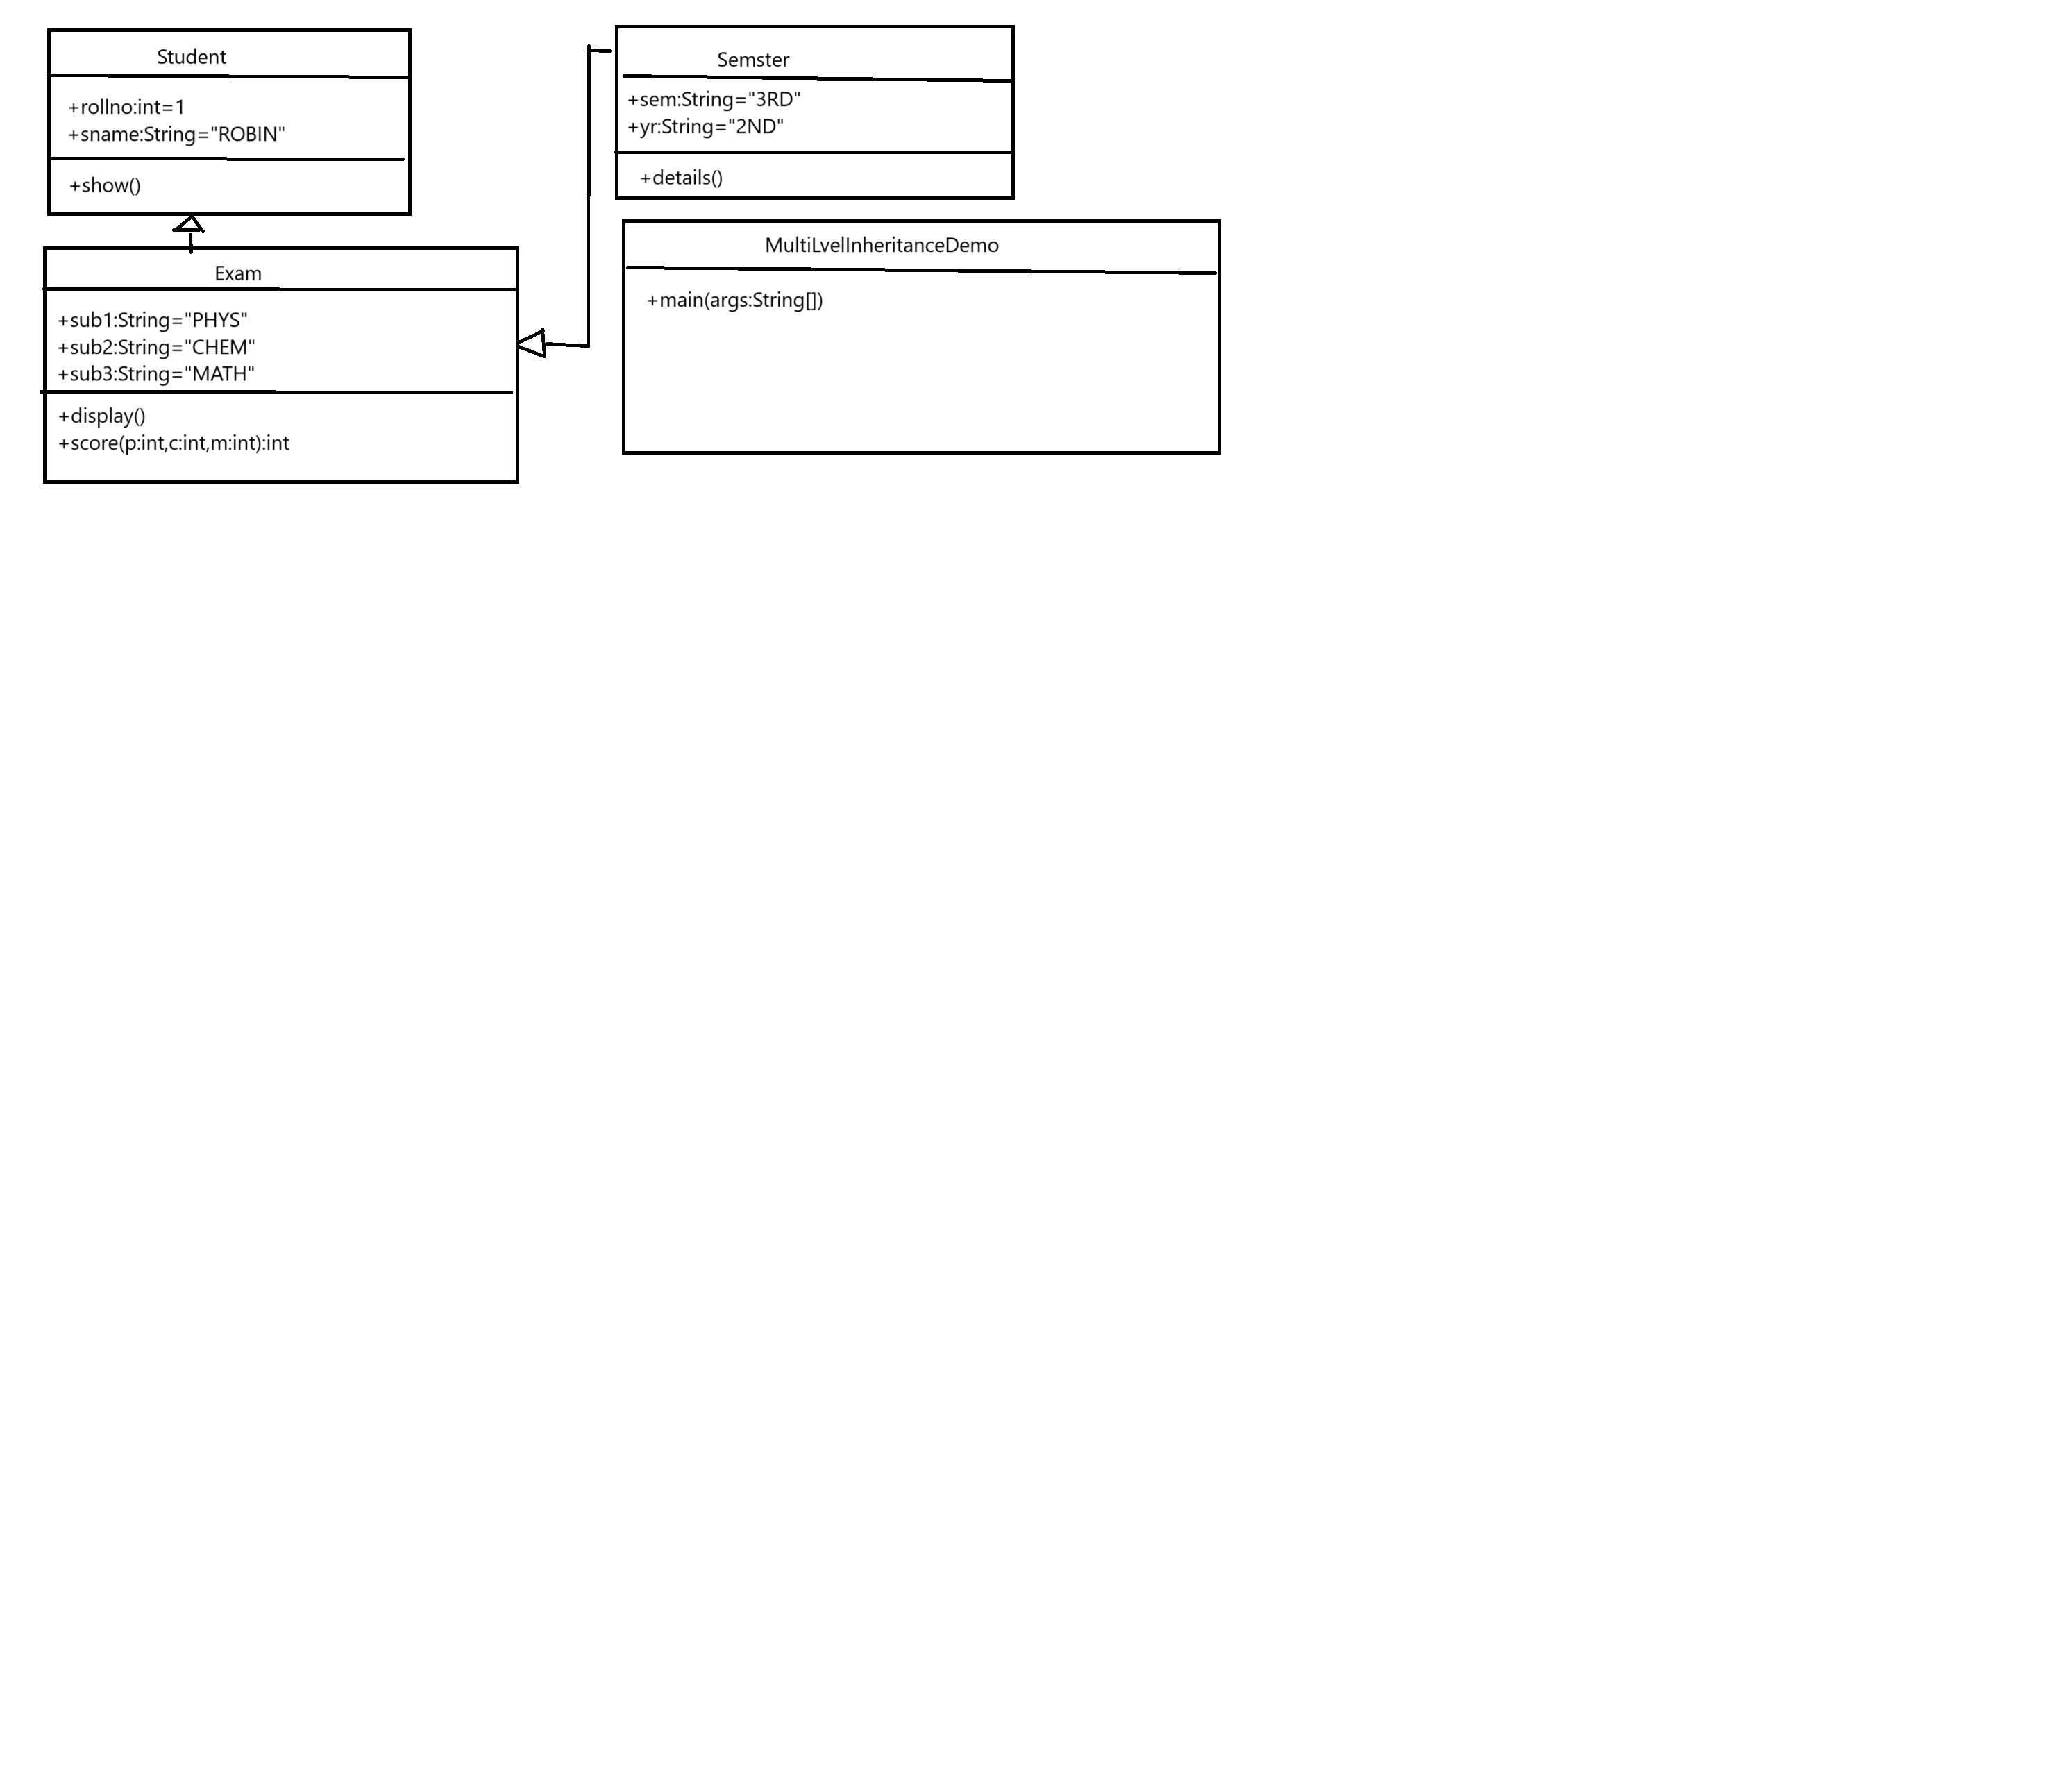 Student
+rollno:int=1
+sname:String="ROBIN"
+show()
Exam
+sub1:String="PHYS"
+sub2:String="CHEM"
+sub3:String="MATH"
+display()
+score(p:int,c:int,m:int):int
Semster
+sem:String="3RD"
+yr:String="2ND"
+details()
MultiLvelInheritanceDemo
+main(args:String[])